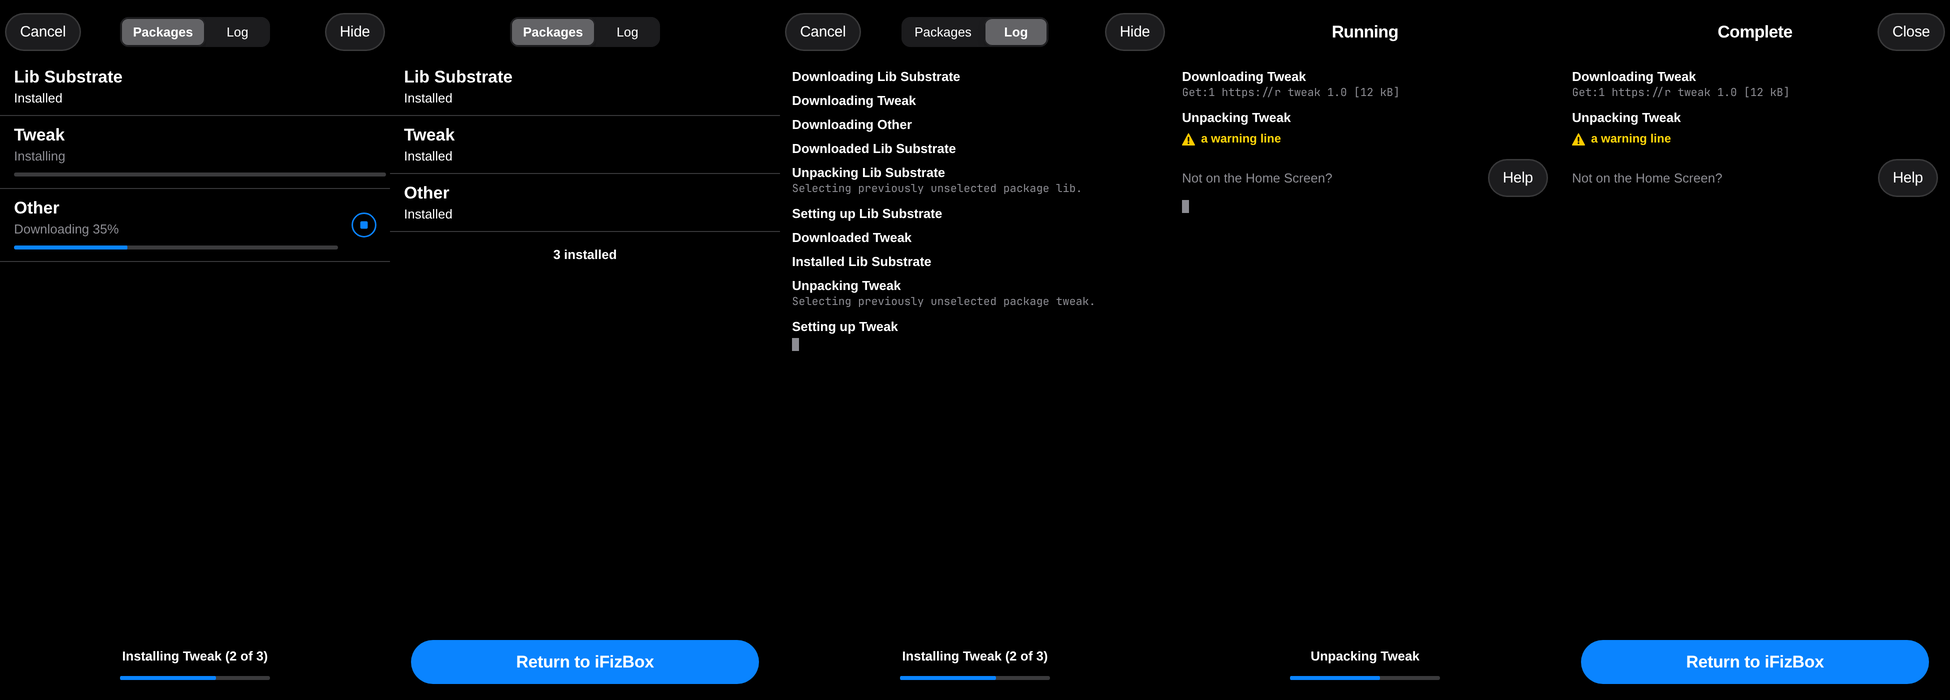 Cancel Packages Log Hide
Lib Substrate
Installed
Tweak
Installing
Other
Downloading 35%
Installing Tweak (2 of 3)
Packages Log
Lib Substrate
Installed
Tweak
Installed
Other
Installed
3 installed
Return to iFizBox
Cancel Packages Log Hide
Downloading Lib Substrate
Downloading Tweak
Downloading Other
Downloaded Lib Substrate
Unpacking Lib Substrate
Selecting previously unselected package lib.
Setting up Lib Substrate
Downloaded Tweak
Installed Lib Substrate
Unpacking Tweak
Selecting previously unselected package tweak.
Setting up Tweak
Installing Tweak (2 of 3)
Running
Downloading Tweak
Get:1 https://r tweak 1.0 [12 kB]
Unpacking Tweak
a warning line
Not on the Home Screen? Help
Unpacking Tweak
Complete Close
Downloading Tweak
Get:1 https://r tweak 1.0 [12 kB]
Unpacking Tweak
a warning line
Not on the Home Screen? Help
Return to iFizBox